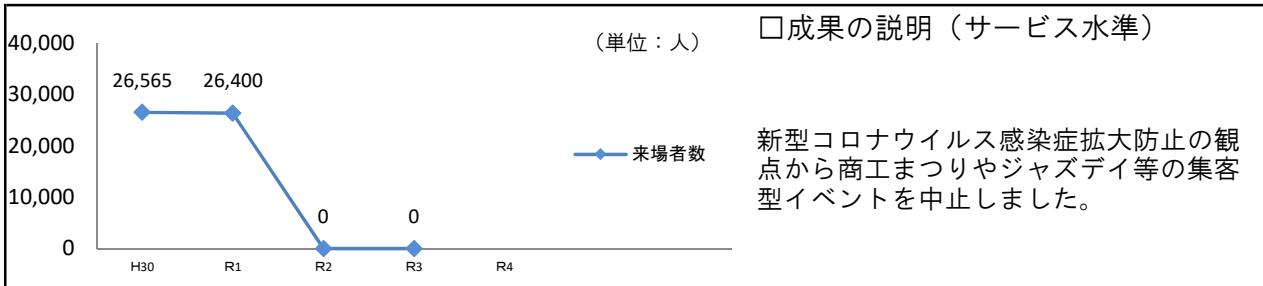 40,000
30,000
20,000
10,000
0
（単位：人）
26,565
26,400
0
0
来場者数
H30
R1
R2
R3
R4
□成果の説明（サービス水準）
新型コロナウイルス感染症拡大防止の観
点から商工まつりやジャズデイ等の集客
型イベントを中止しました。